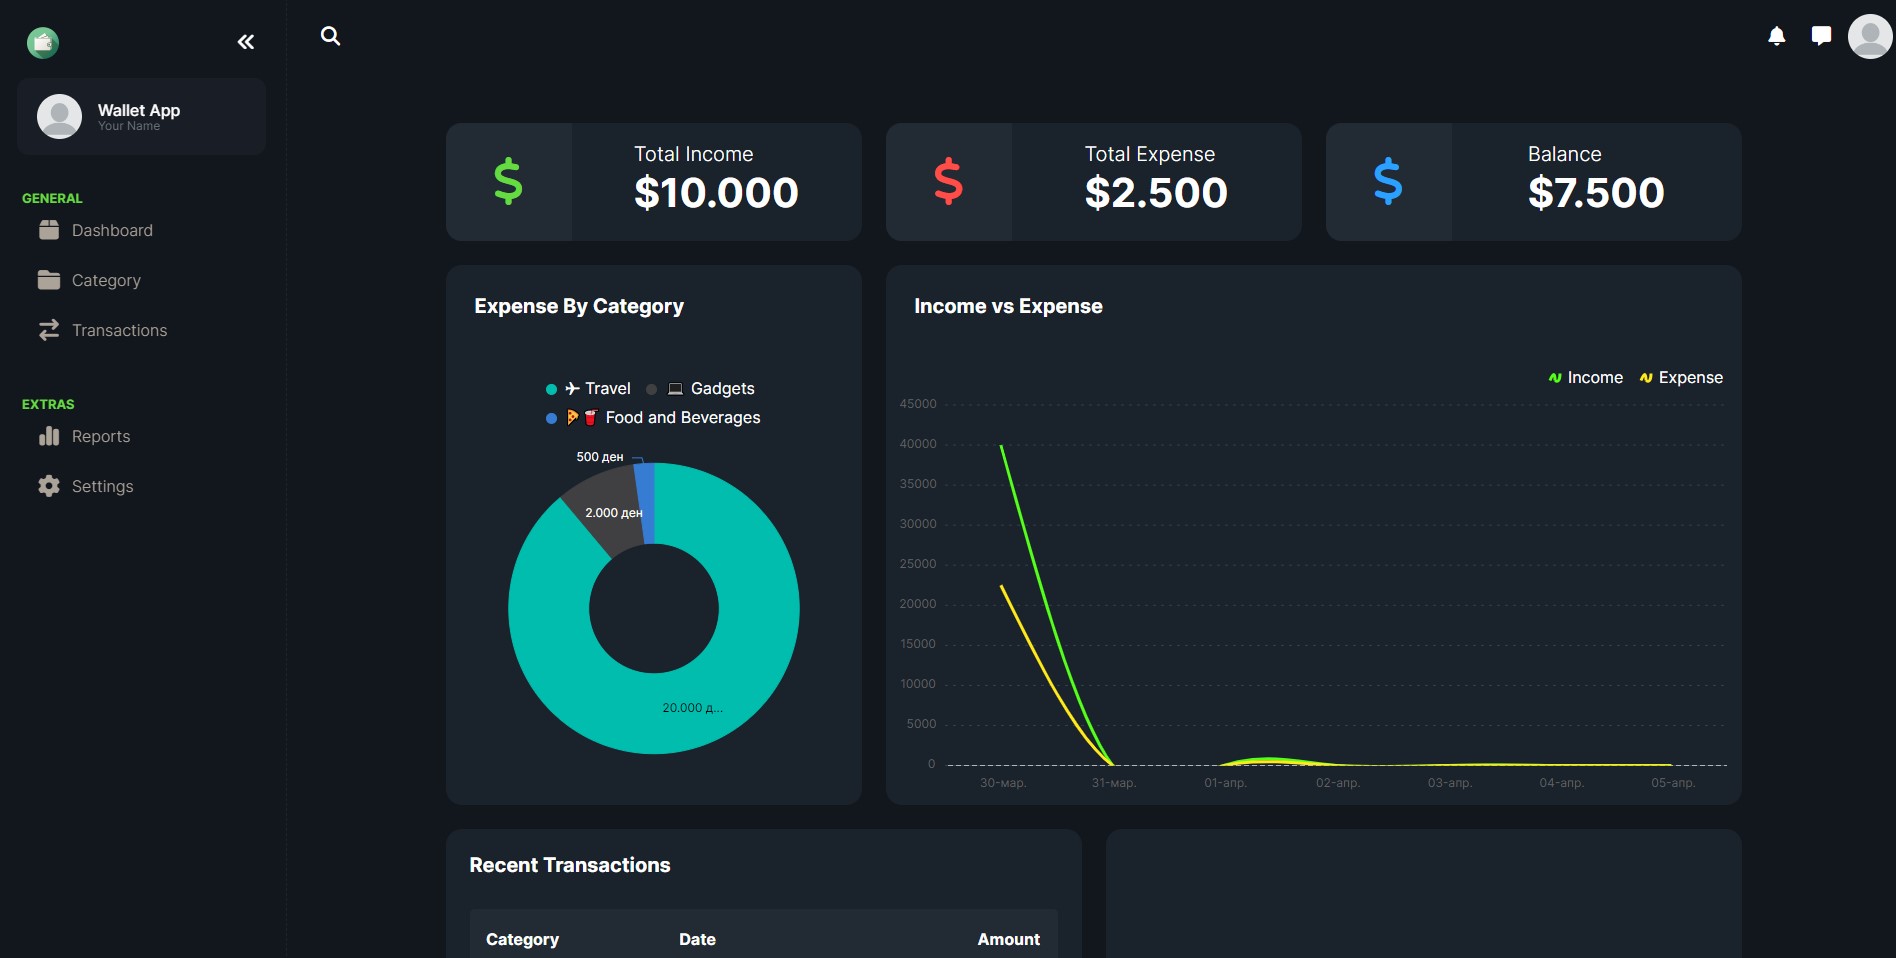 Wallet App
Your Name
GENERAL
Dashboard
Category
Transactions
EXTRAS
Reports
Settings
Total Income
$10.000
Total Expense
$2.500
Balance
$7.500
Expense By Category
Travel Gadgets
Food and Beverages
500 ден
2.000 ден
20.000 д...
Income vs Expense
Income Expense
45000
40000
35000
30000
25000
20000
15000
10000
5000
0
30-мар. 31-мар. 01-апр. 02-апр. 03-апр. 04-апр. 05-апр.
Recent Transactions
Category Date Amount